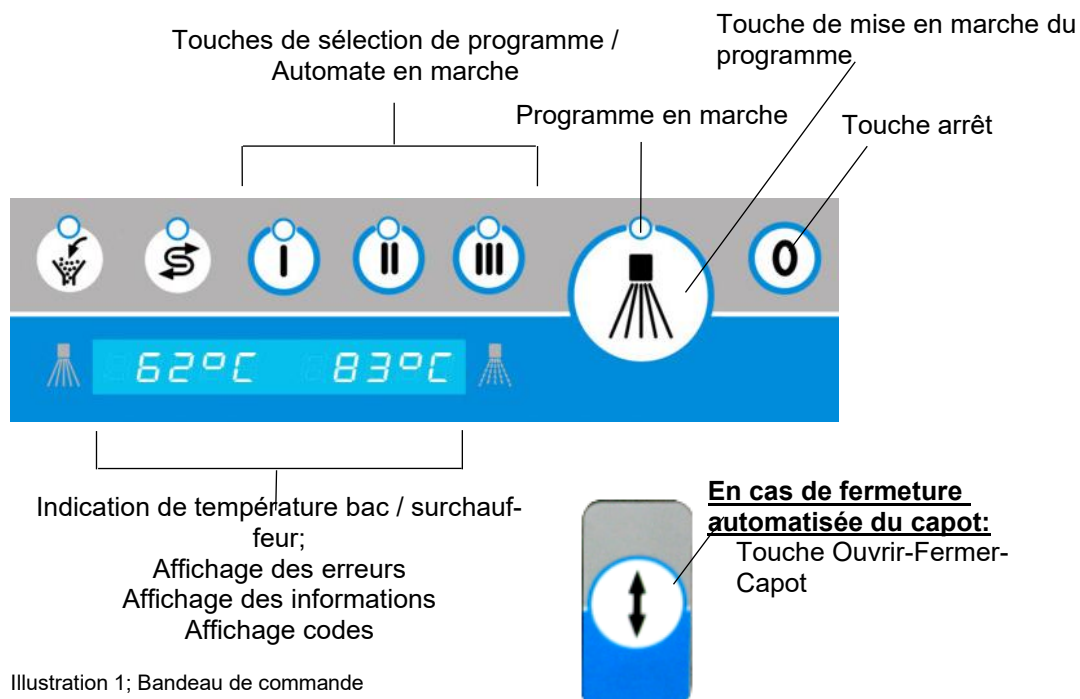 Touche de mise en marche du
programme
Touches de sélection de programme /
Automate en marche
Programme en marche
Touche arrêt
I
II
III
0
62°C 83°C
Indication de température bac / surchauf-
feur;
Affichage des erreurs
Affichage des informations
Affichage codes
En cas de fermeture
automatisée du capot:
Touche Ouvrir-Fermer-
Capot
Illustration 1; Bandeau de commande